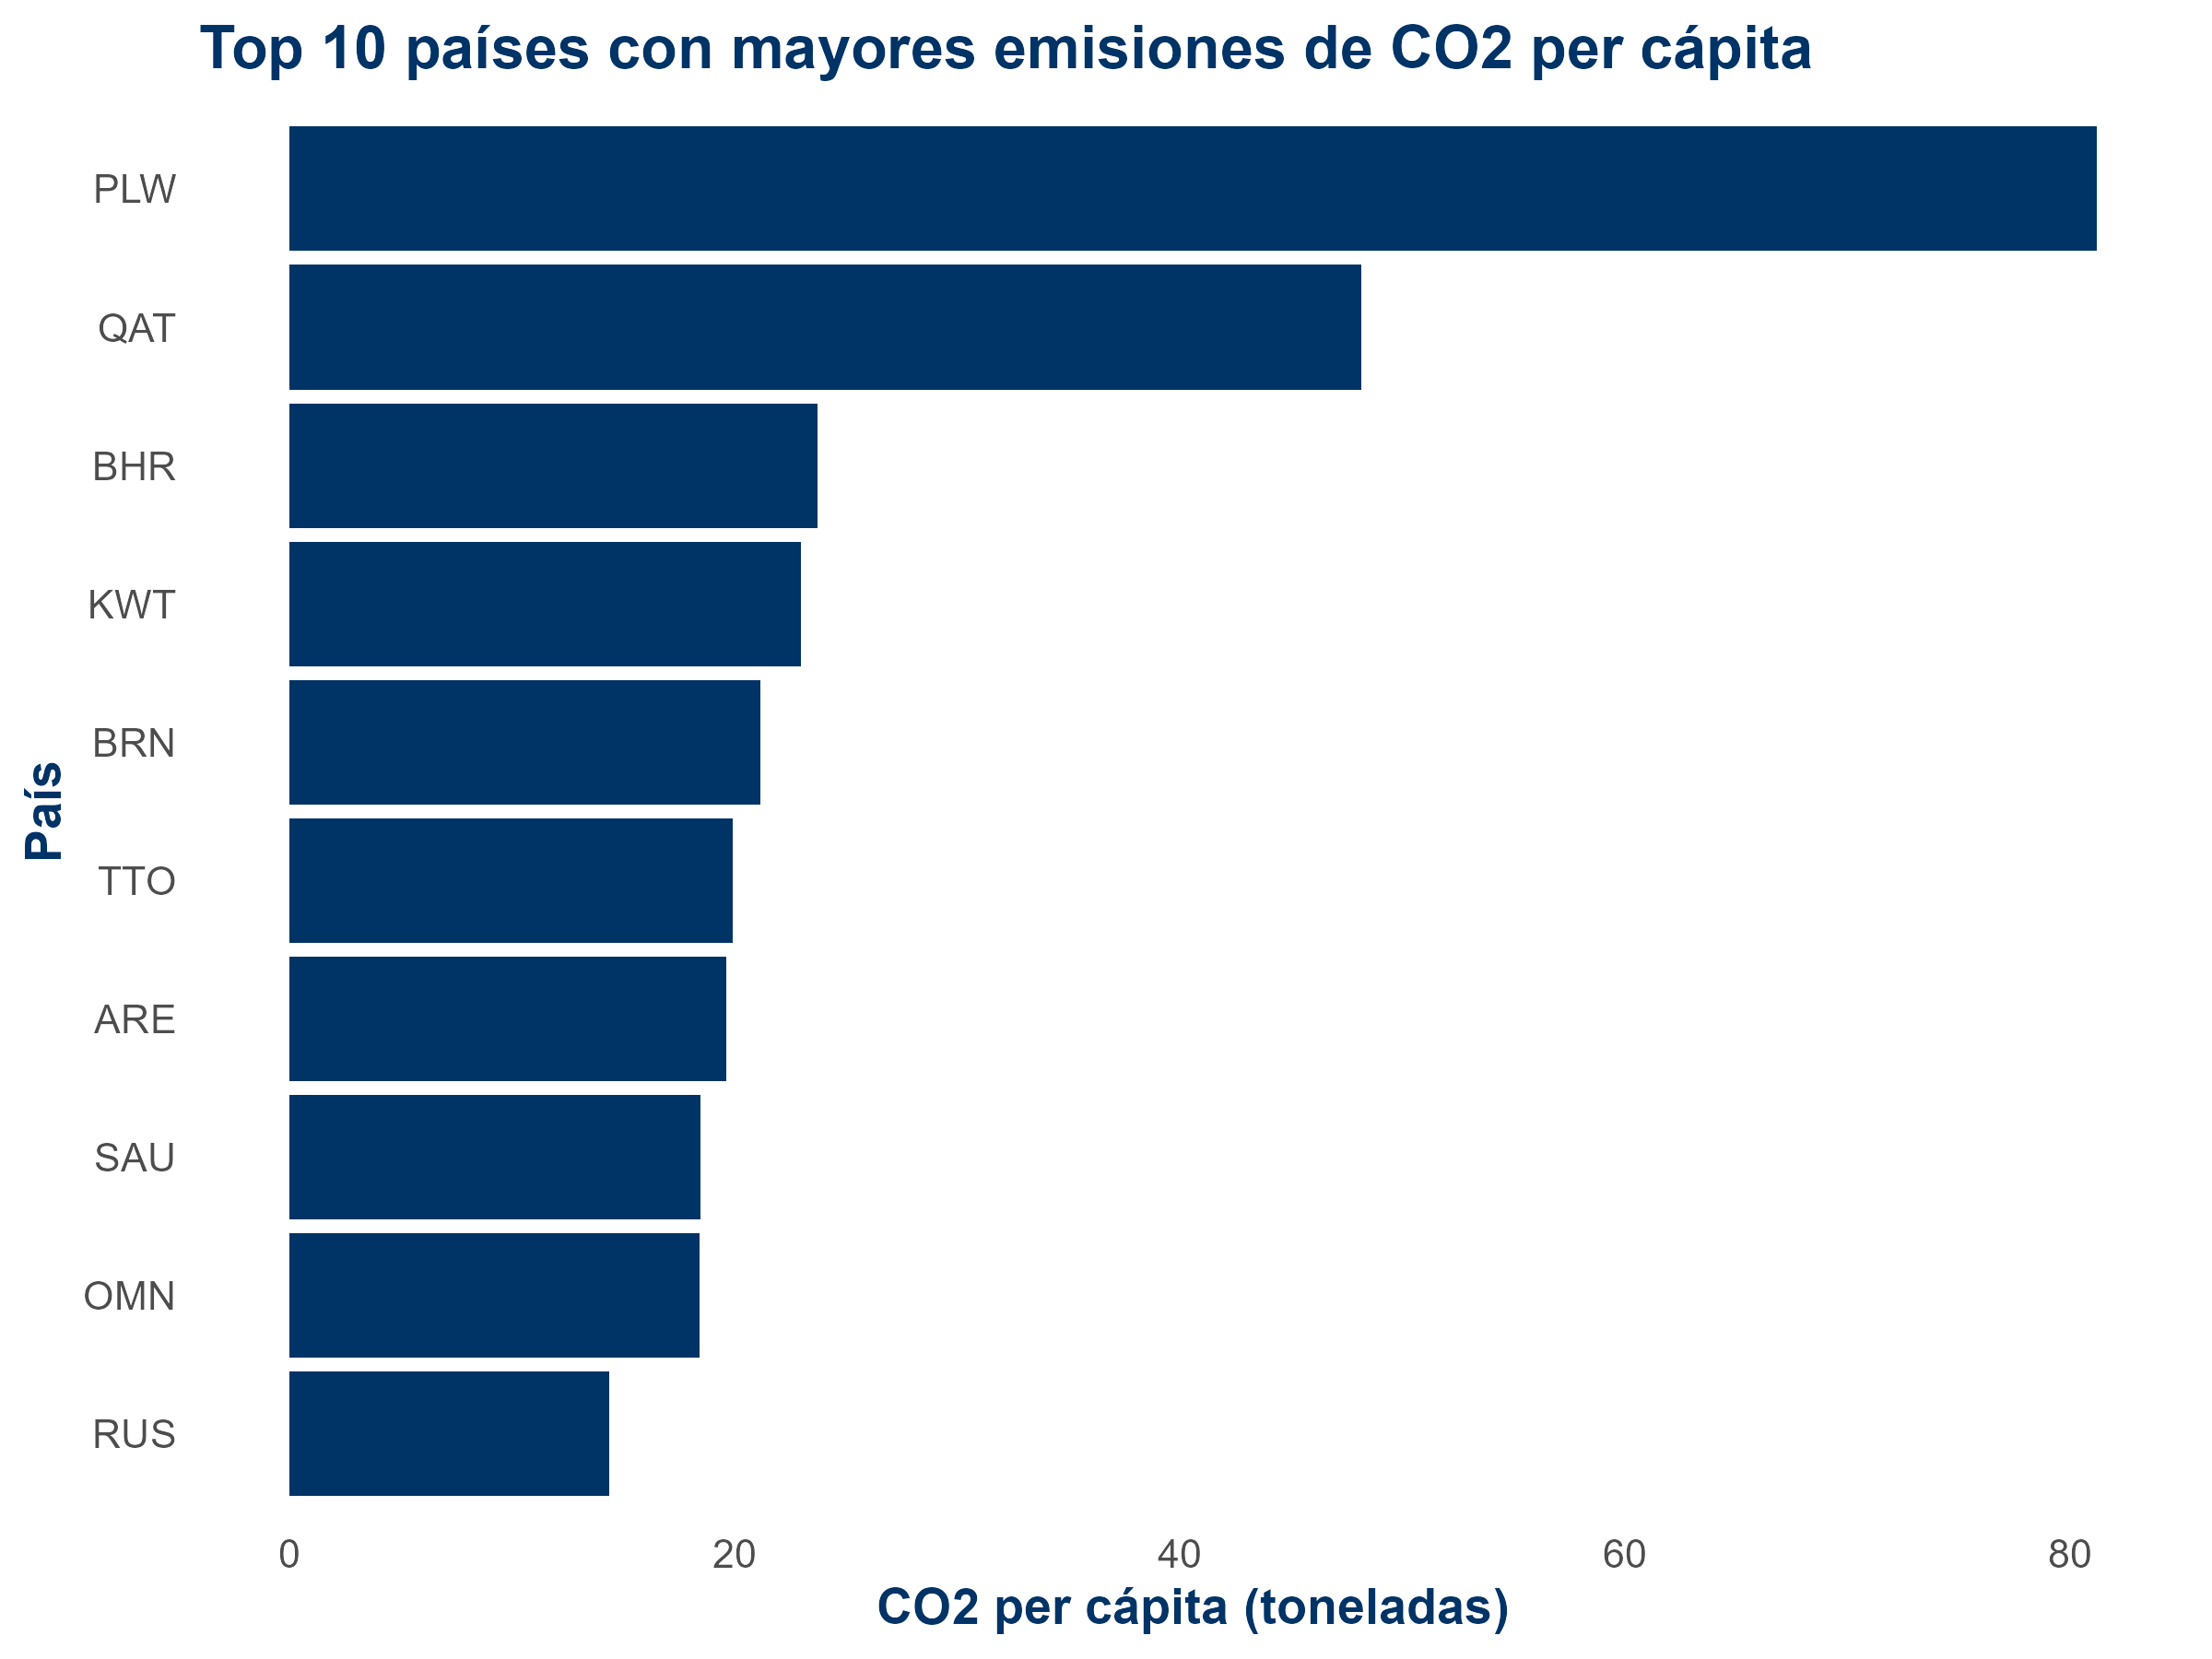 Top 10 países con mayores emisiones de CO2 per cápita
PLW
QAT
BHR
KWT
BRN
TTO
ARE
SAU
OMN
RUS
País
0 20 40 60 80
CO2 per cápita (toneladas)